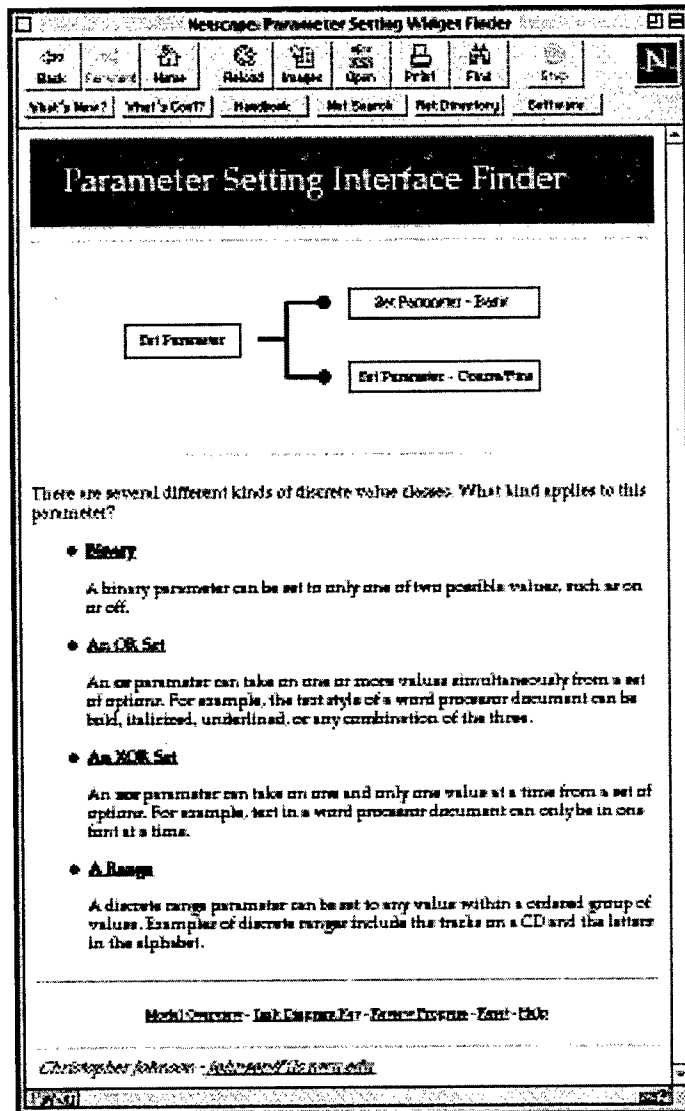 Netscape: Parameter Setting Widget Finder
Back Forward Home Reload Images Open Print Find Stop
N
What's New? What's Cool? Handbook Net Search Net Directory Software
Parameter Setting Interface Finder
Set Parameter - Basic
Set Parameter
Set Parameter - Coarse/Fine
There are several different kinds of discrete value classes. What kind applies to this
parameter?
Binary
A binary parameter can be set to only one of two possible values, such as on
or off.
An OR Set
An or parameter can take on one or more values simultaneously from a set
of options. For example, the text style of a word processor document can be
bold, italicized, underlined, or any combination of the three.
An XOR Set
An xor parameter can take on one and only one value at a time from a set of
options. For example, text in a word processor document can only be in one
font at a time.
A Range
A discrete range parameter can be set to any value within a ordered group of
values. Examples of discrete ranges include the tracks on a CD and the letters
in the alphabet.
Model Overview - Task Diagram Key - Review Program - Reset - Help
Christopher Johnson -